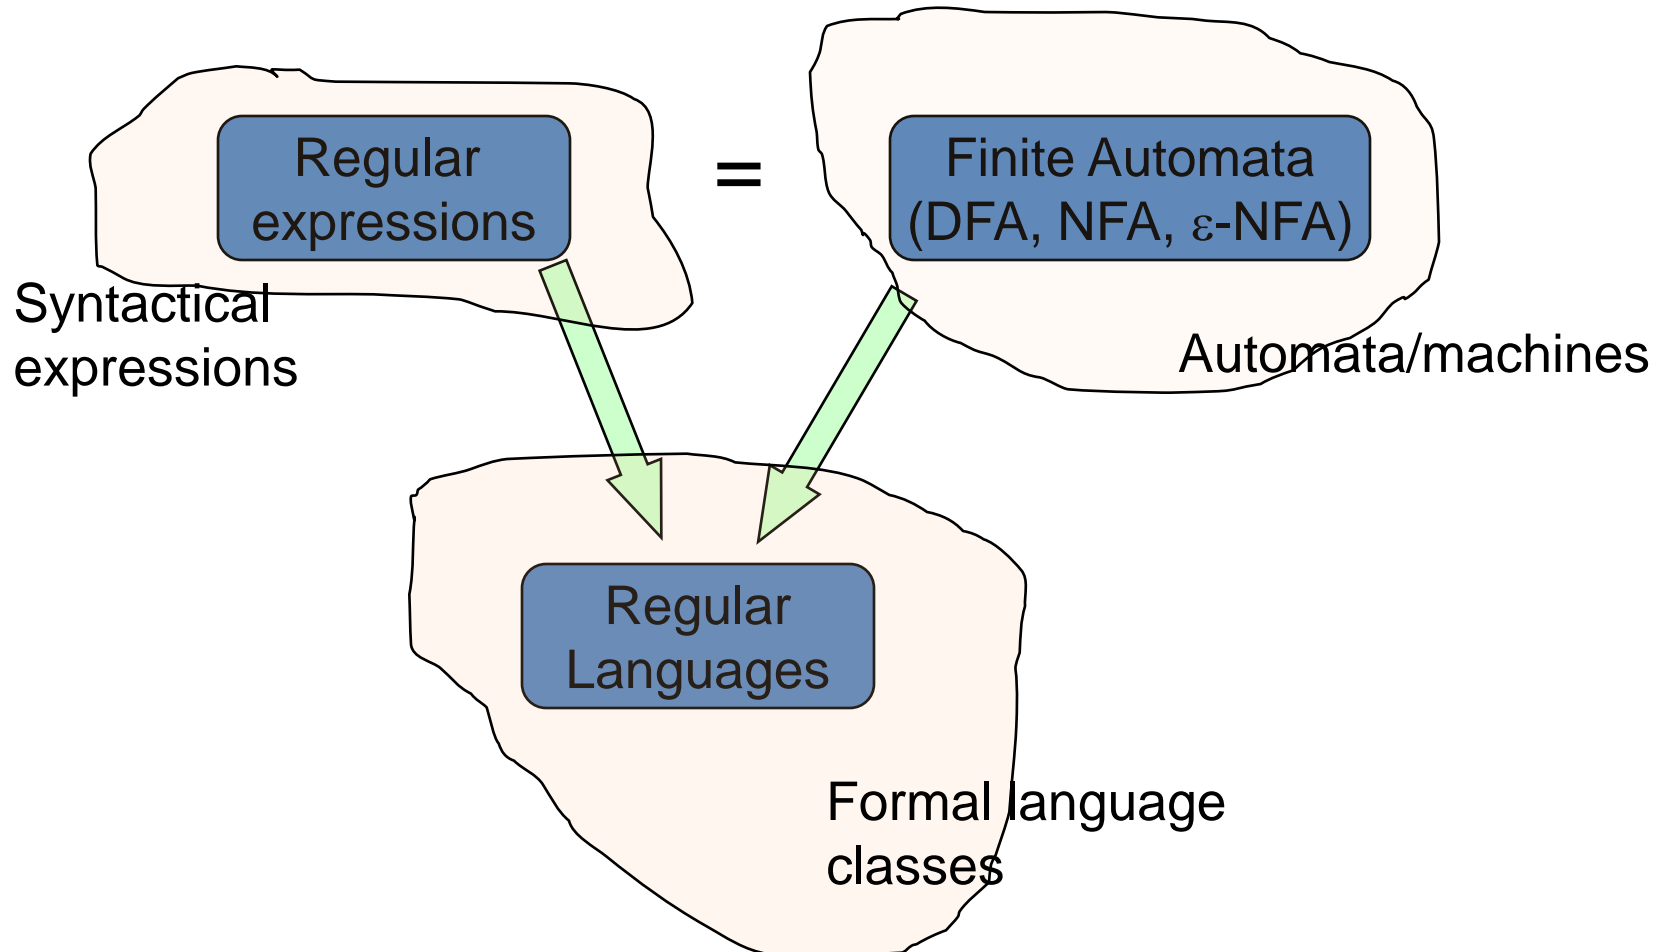 Regular
expressions
=
Finite Automata
(DFA, NFA, ε-NFA)
Syntactical
expressions
Automata/machines
Regular
Languages
Formal language
classes